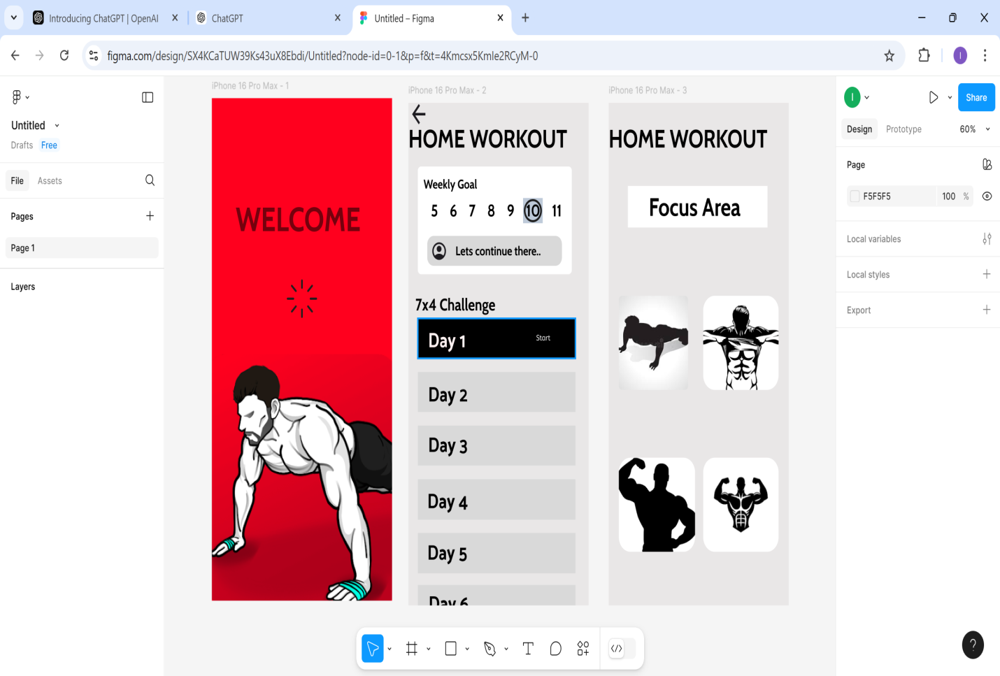 Introducing ChatGPT | OpenAI
ChatGPT
Untitled – Figma
figma.com/design/SX4KCaTUW39Ks43uX8Ebdi/Untitled?node-id=0-1&p=f&t=4Kmcsx5Kmle2RCyM-0
I
Untitled
Drafts Free
File Assets
Pages
Page 1
Layers
iPhone 16 Pro Max - 1
WELCOME
iPhone 16 Pro Max - 2
HOME WORKOUT
Weekly Goal
5 6 7 8 9 10 11
Lets continue there..
7x4 Challenge
Day 1 Start
Day 2
Day 3
Day 4
Day 5
Day 6
iPhone 16 Pro Max - 3
HOME WORKOUT
Focus Area
I
Share
Design Prototype 60%
Page
F5F5F5 100 %
Local variables
Local styles
Export
?